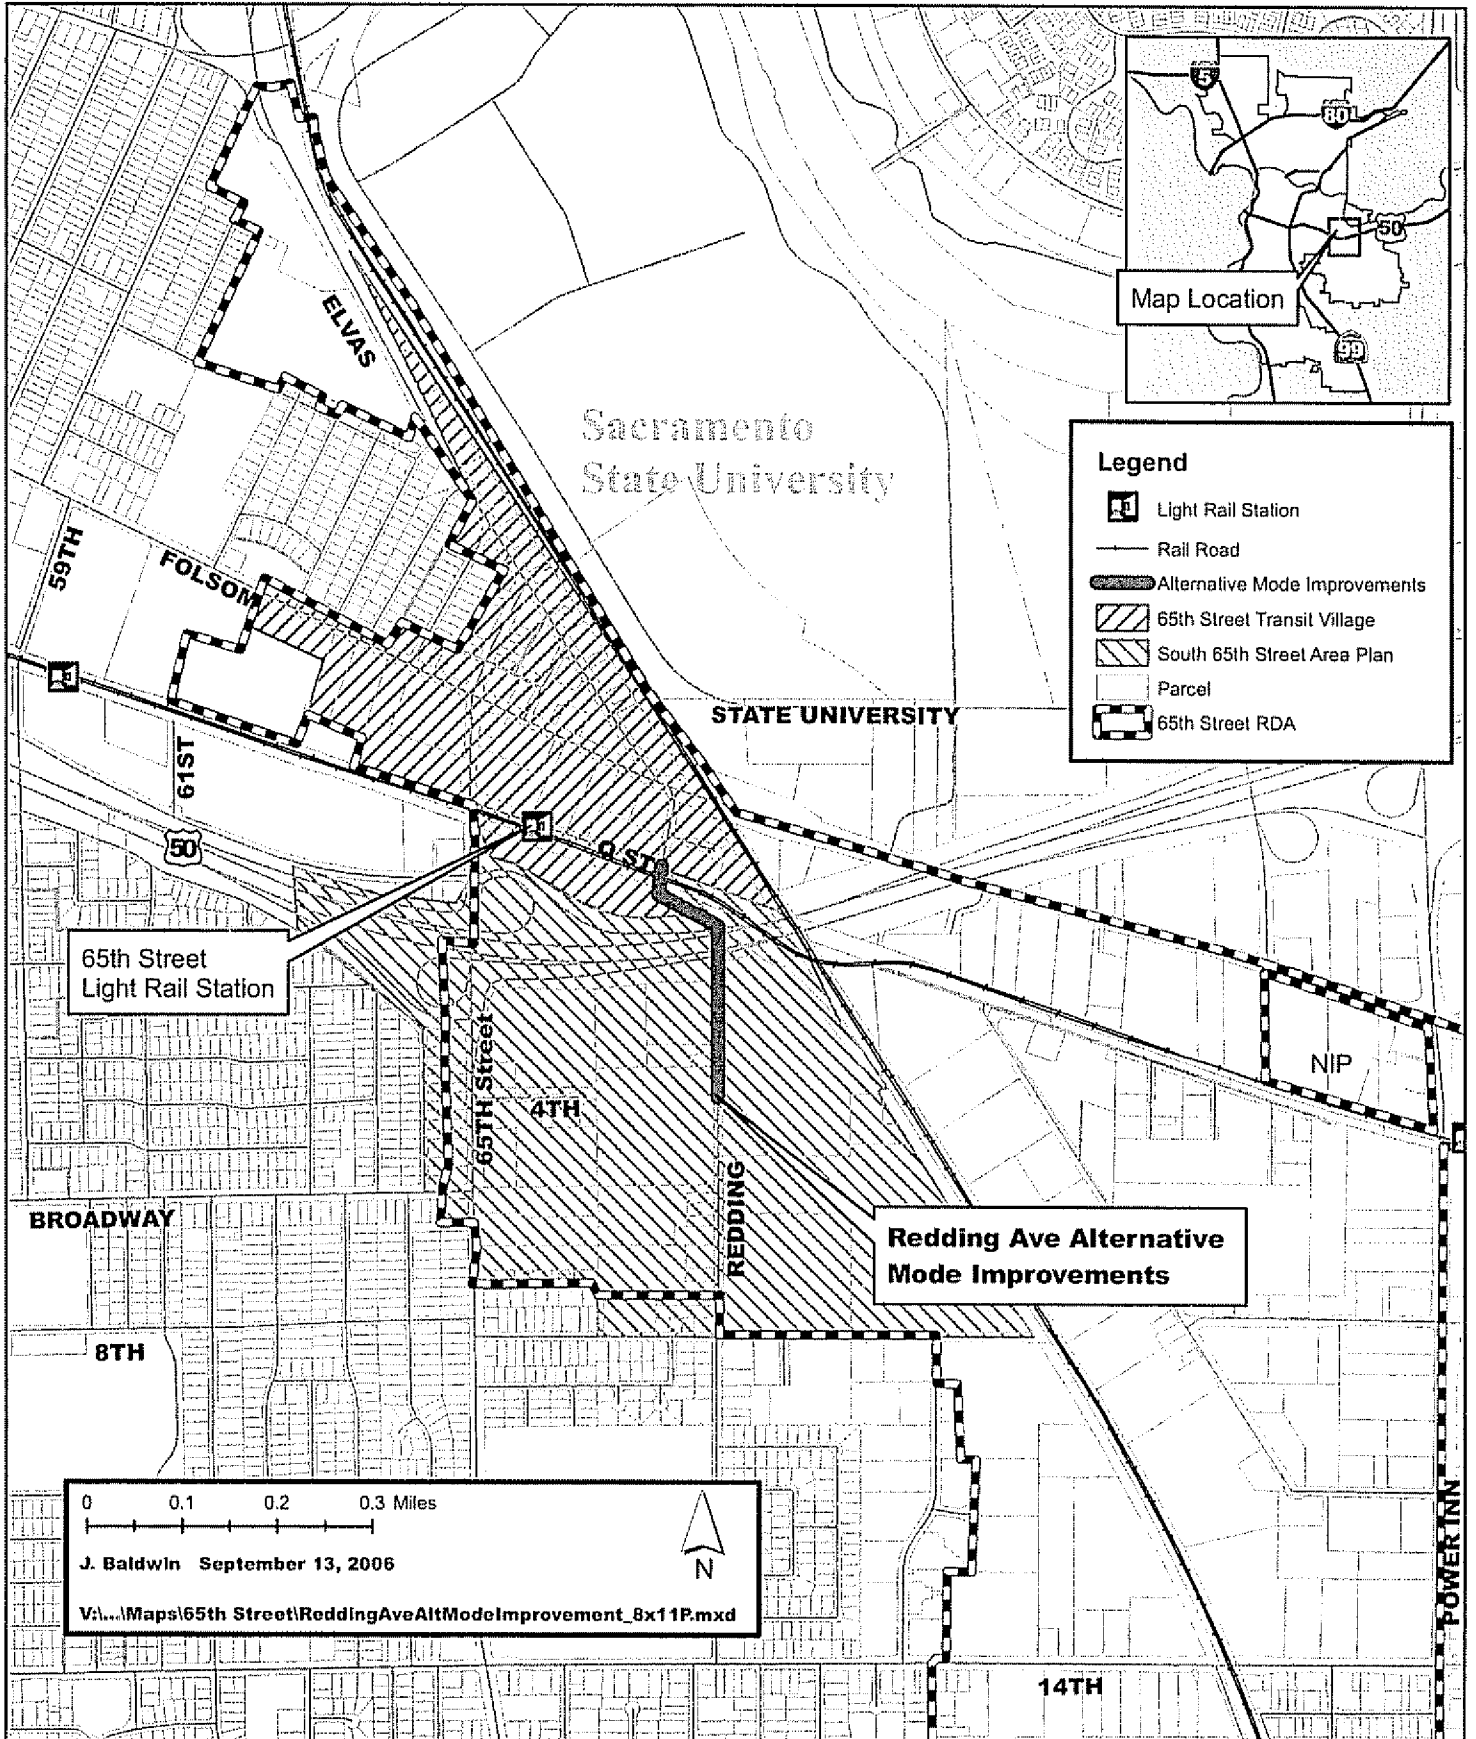 5
80
50
Map Location
99
ELVAS
Sacramento
State University
Legend
Light Rail Station
Rail Road
Alternative Mode Improvements
65th Street Transit Village
South 65th Street Area Plan
Parcel
65th Street RDA
59TH
FOLSOM
STATE UNIVERSITY
61ST
50
Q ST
65th Street
Light Rail Station
NIP
65TH Street
4TH
REDDING
BROADWAY
Redding Ave Alternative
Mode Improvements
8TH
0 0.1 0.2 0.3 Miles
N
J. Baldwin September 13, 2006
V:\...\Maps\65th Street\ReddingAveAltModeImprovement_8x11P.mxd
POWER INN
14TH